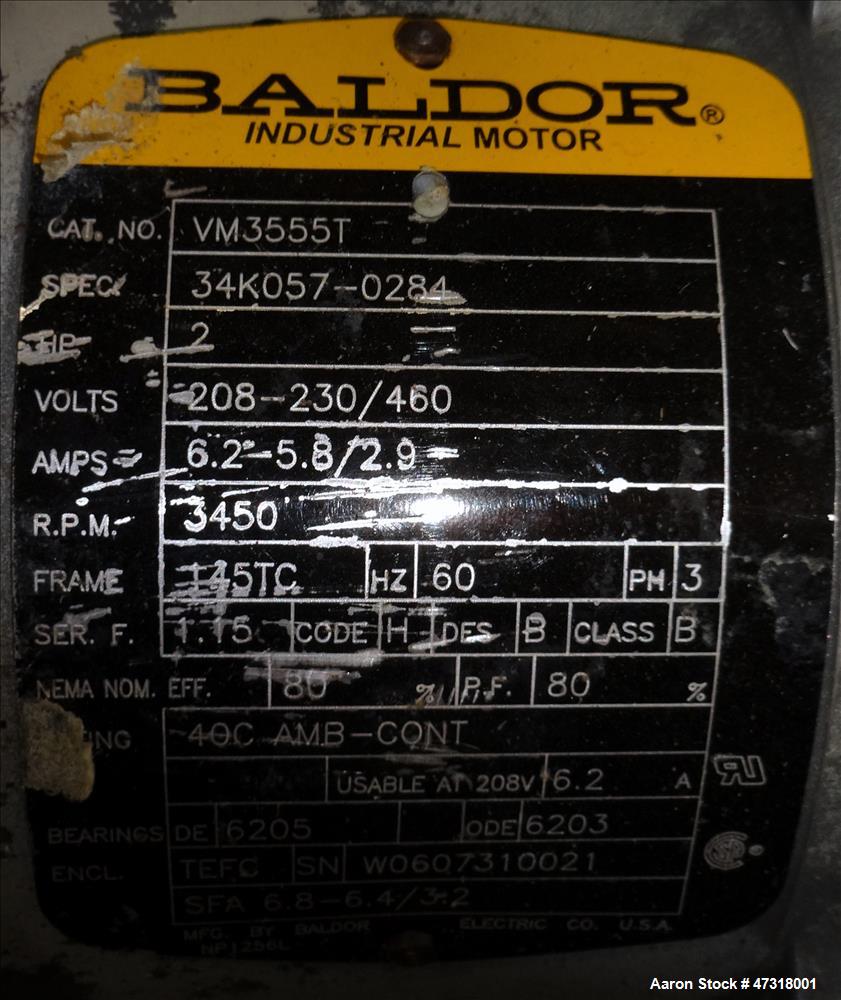 BALDOR®
INDUSTRIAL MOTOR
CAT. NO. VM3555T
SPEC. 34K057-0284
HP 2
VOLTS 208-230/460
AMPS 6.2-5.8/2.9
R.P.M. 3450
FRAME 145TC HZ 60 PH 3
SER. F. 1.15 CODE H DES B CLASS B
NEMA NOM. EFF. 80 % P.F. 80 %
40C AMB-CONT
USABLE AT 208V 6.2 A
BEARINGS DE 6205 ODE 6203
ENCL. TEFC SN W0607310021
SFA 6.8-6.4/3.2
MFG. BY BALDOR ELECTRIC CO. U.S.A.
NP1256L
Aaron Stock # 47318001